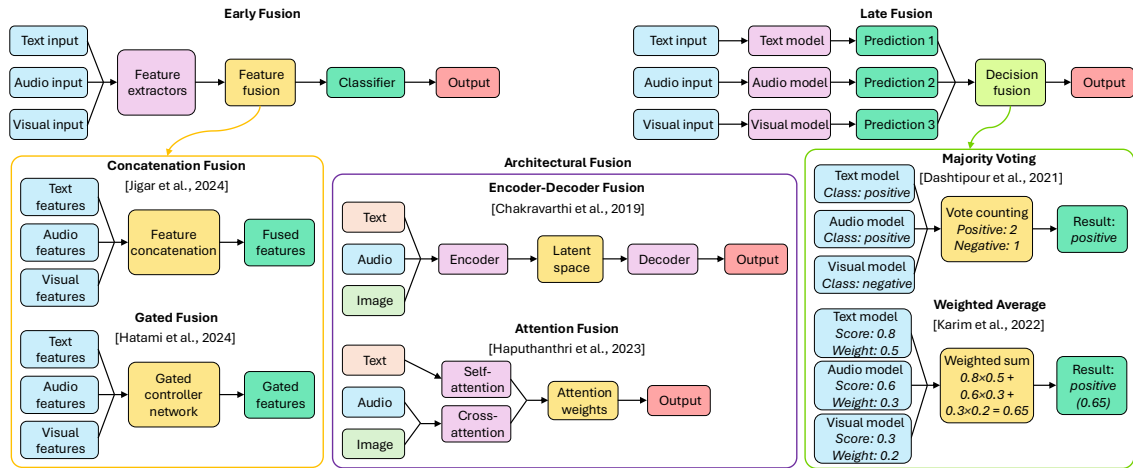 Early Fusion
Text input
Audio input
Visual input
Feature
extractors
Feature
fusion
Classifier
Output
Late Fusion
Text input
Text model
Prediction 1
Audio input
Audio model
Prediction 2
Visual input
Visual model
Prediction 3
Decision
fusion
Output
Concatenation Fusion
[Jigar et al., 2024]
Text
features
Audio
features
Visual
features
Feature
concatenation
Fused
features
Gated Fusion
[Hatami et al., 2024]
Text
features
Audio
features
Visual
features
Gated
controller
network
Gated
features
Architectural Fusion
Encoder-Decoder Fusion
[Chakravarthi et al., 2019]
Text
Audio
Image
Encoder
Latent
space
Decoder
Output
Attention Fusion
[Haputhanthri et al., 2023]
Text
Audio
Image
Self-
attention
Cross-
attention
Attention
weights
Output
Majority Voting
[Dashtipour et al., 2021]
Text model
Class: positive
Audio model
Class: positive
Visual model
Class: negative
Vote counting
Positive: 2
Negative: 1
Result:
positive
Weighted Average
[Karim et al., 2022]
Text model
Score: 0.8
Weight: 0.5
Audio model
Score: 0.6
Weight: 0.3
Visual model
Score: 0.3
Weight: 0.2
Weighted sum
0.8×0.5 +
0.6×0.3 +
0.3×0.2 = 0.65
Result:
positive
(0.65)